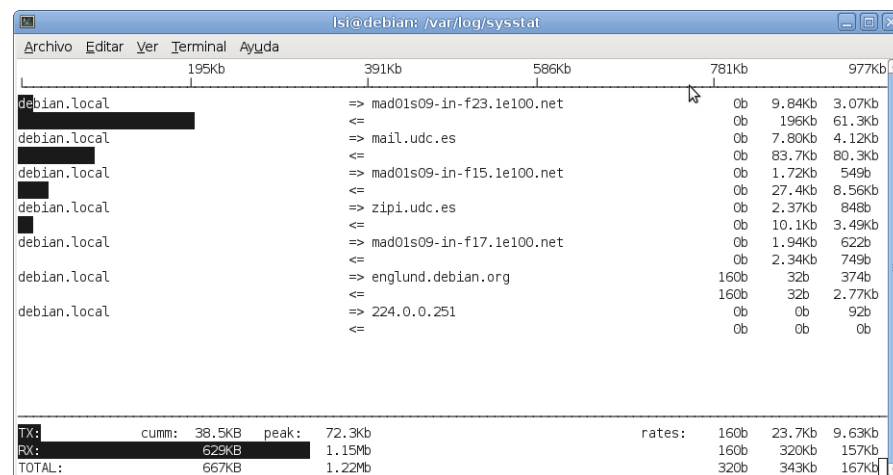 lsi@debian: /var/log/sysstat
Archivo Editar Ver Terminal Ayuda
195Kb 391Kb 586Kb 781Kb 977Kb
debian.local => mad01s09-in-f23.1e100.net 0b 9.84Kb 3.07Kb
<= 0b 196Kb 61.3Kb
debian.local => mail.udc.es 0b 7.80Kb 4.12Kb
<= 0b 83.7Kb 80.3Kb
debian.local => mad01s09-in-f15.1e100.net 0b 1.72Kb 549b
<= 0b 27.4Kb 8.56Kb
debian.local => zipi.udc.es 0b 2.37Kb 848b
<= 0b 10.1Kb 3.49Kb
debian.local => mad01s09-in-f17.1e100.net 0b 1.94Kb 622b
<= 0b 2.34Kb 749b
debian.local => englund.debian.org 160b 32b 374b
<= 160b 32b 2.77Kb
debian.local => 224.0.0.251 0b 0b 92b
<= 0b 0b 0b
TX: cumm: 38.5KB peak: 72.3Kb rates: 160b 23.7Kb 9.63Kb
RX: 629KB 1.15Mb 160b 320Kb 157Kb
TOTAL: 667KB 1.22Mb 320b 343Kb 167Kb